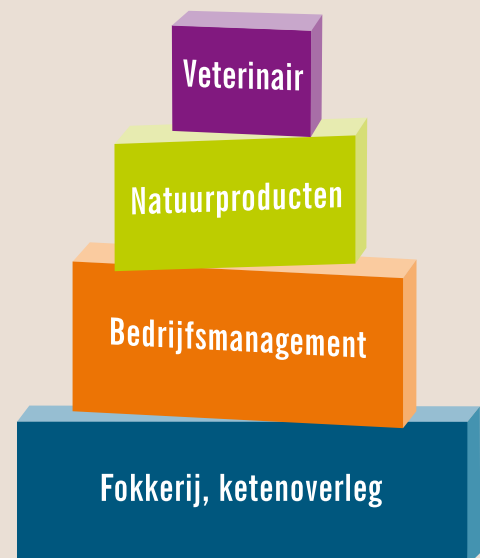 Veterinair
Natuurproducten
Bedrijfsmanagement
Fokkerij, ketenoverleg